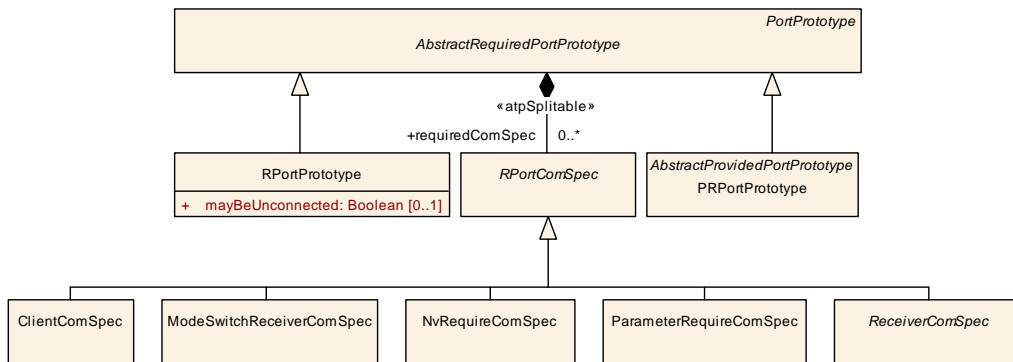 PortPrototype
AbstractRequiredPortPrototype
«atpSplitable»
+requiredComSpec 0..*
RPortPrototype
+ mayBeUnconnected: Boolean [0..1]
RPortComSpec
AbstractProvidedPortPrototype
PRPortPrototype
ClientComSpec
ModeSwitchReceiverComSpec
NvRequireComSpec
ParameterRequireComSpec
ReceiverComSpec